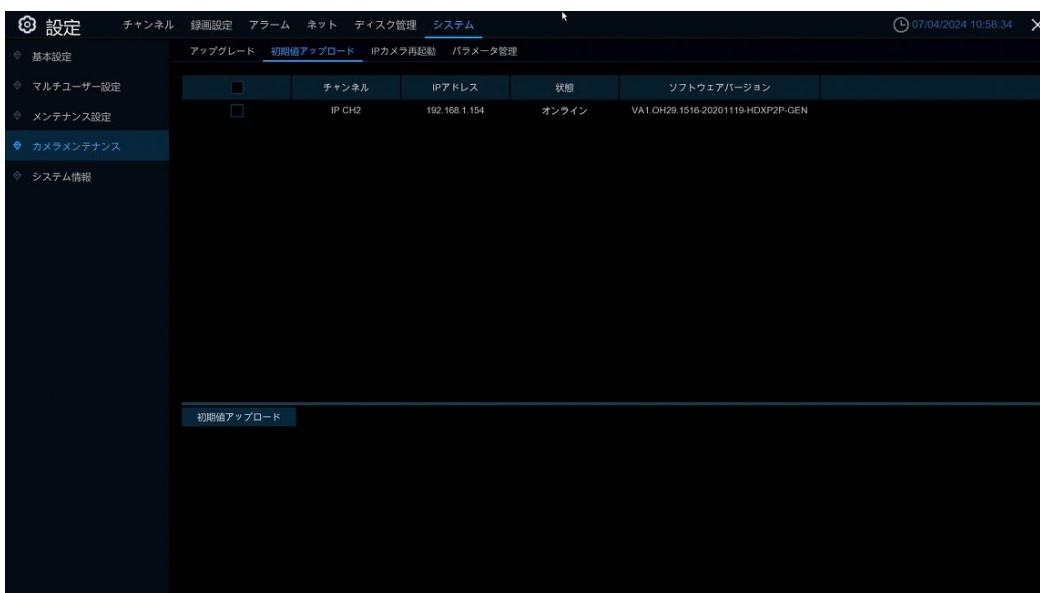 設定 チャンネル 録画設定 アラーム ネット ディスク管理 システム 07/04/2024 10:58:34
基本設定 アップグレード 初期値アップロード IPカメラ再起動 パラメータ管理
マルチユーザー設定 チャンネル IPアドレス 状態 ソフトウェアバージョン
メンテナンス設定 IP CH2 192.168.1.154 オンライン VA1.OH29.1516-20201119-HDXP2P-GEN
カメラメンテナンス
システム情報
初期値アップロード